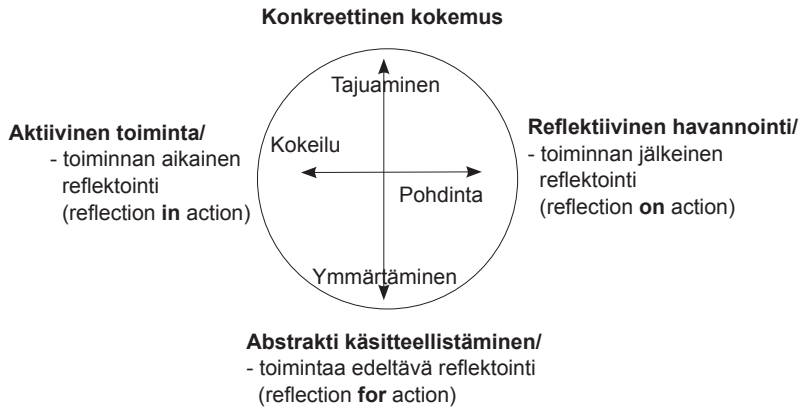 Konkreettinen kokemus
Tajuaminen
Aktiivinen toiminta/
- toiminnan aikainen
reflektointi
(reflection in action)
Kokeilu
Pohdinta
Reflektiivinen havannointi/
- toiminnan jälkeinen
reflektointi
(reflection on action)
Ymmärtäminen
Abstrakti käsitteellistäminen/
- toimintaa edeltävä reflektointi
(reflection for action)